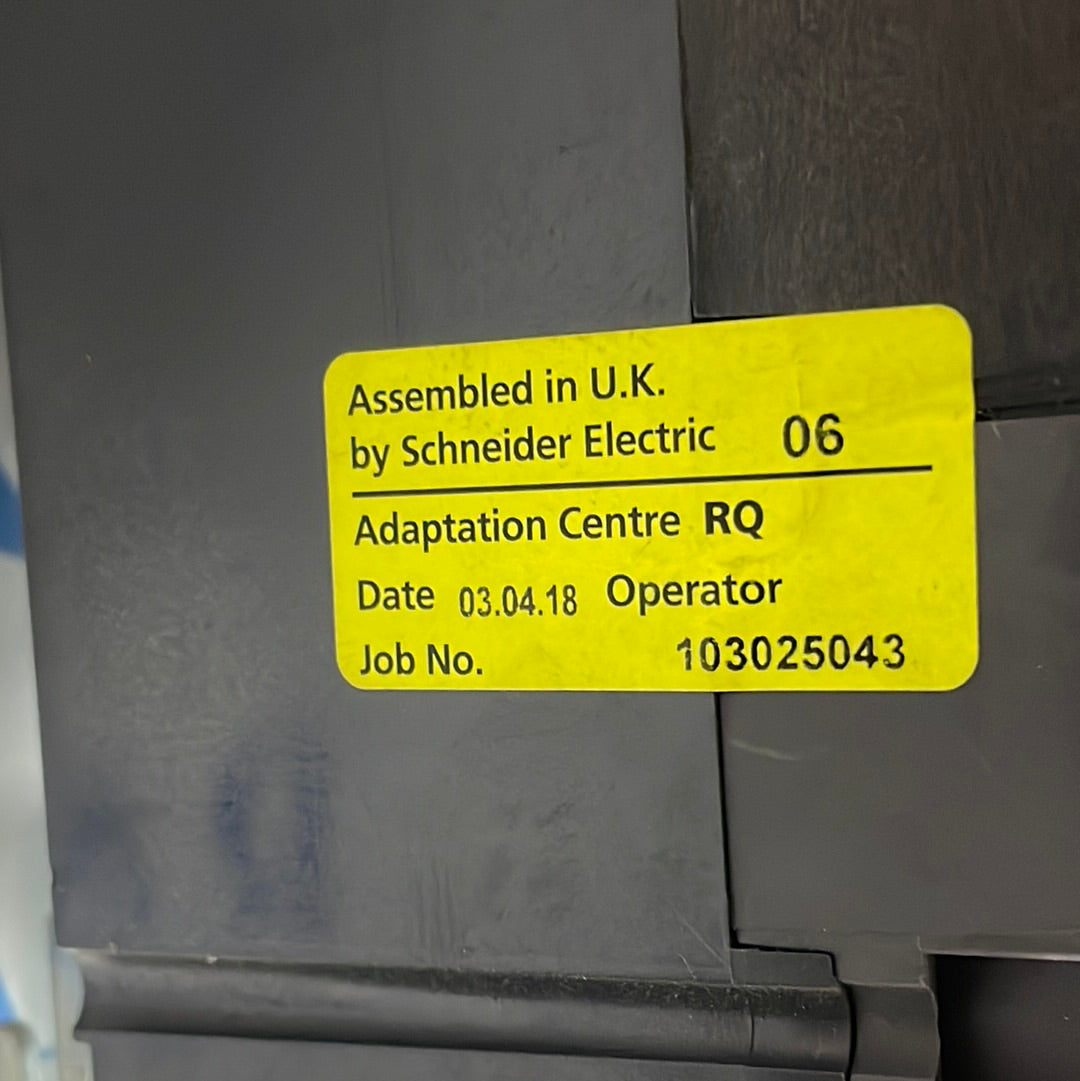 Assembled in U.K.
by Schneider Electric 06
Adaptation Centre RQ
Date 03.04.18 Operator
Job No. 103025043